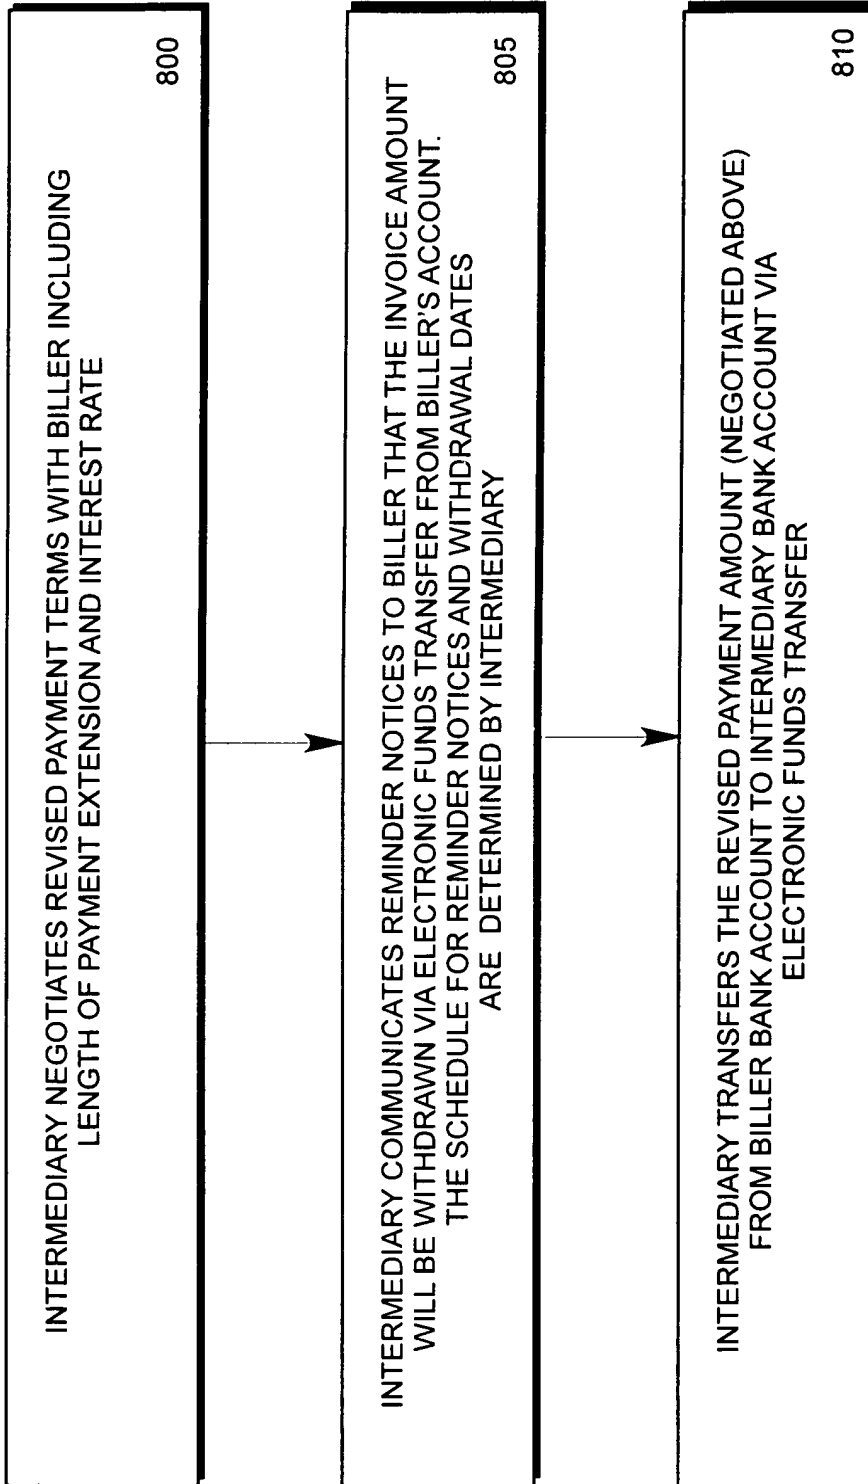 INTERMEDIARY NEGOTIATES REVISED PAYMENT TERMS WITH BILLER INCLUDING
LENGTH OF PAYMENT EXTENSION AND INTEREST RATE
800
INTERMEDIARY COMMUNICATES REMINDER NOTICES TO BILLER THAT THE INVOICE AMOUNT
WILL BE WITHDRAWN VIA ELECTRONIC FUNDS TRANSFER FROM BILLER'S ACCOUNT.
THE SCHEDULE FOR REMINDER NOTICES AND WITHDRAWAL DATES
ARE DETERMINED BY INTERMEDIARY
805
INTERMEDIARY TRANSFERS THE REVISED PAYMENT AMOUNT (NEGOTIATED ABOVE)
FROM BILLER BANK ACCOUNT TO INTERMEDIARY BANK ACCOUNT VIA
ELECTRONIC FUNDS TRANSFER
810